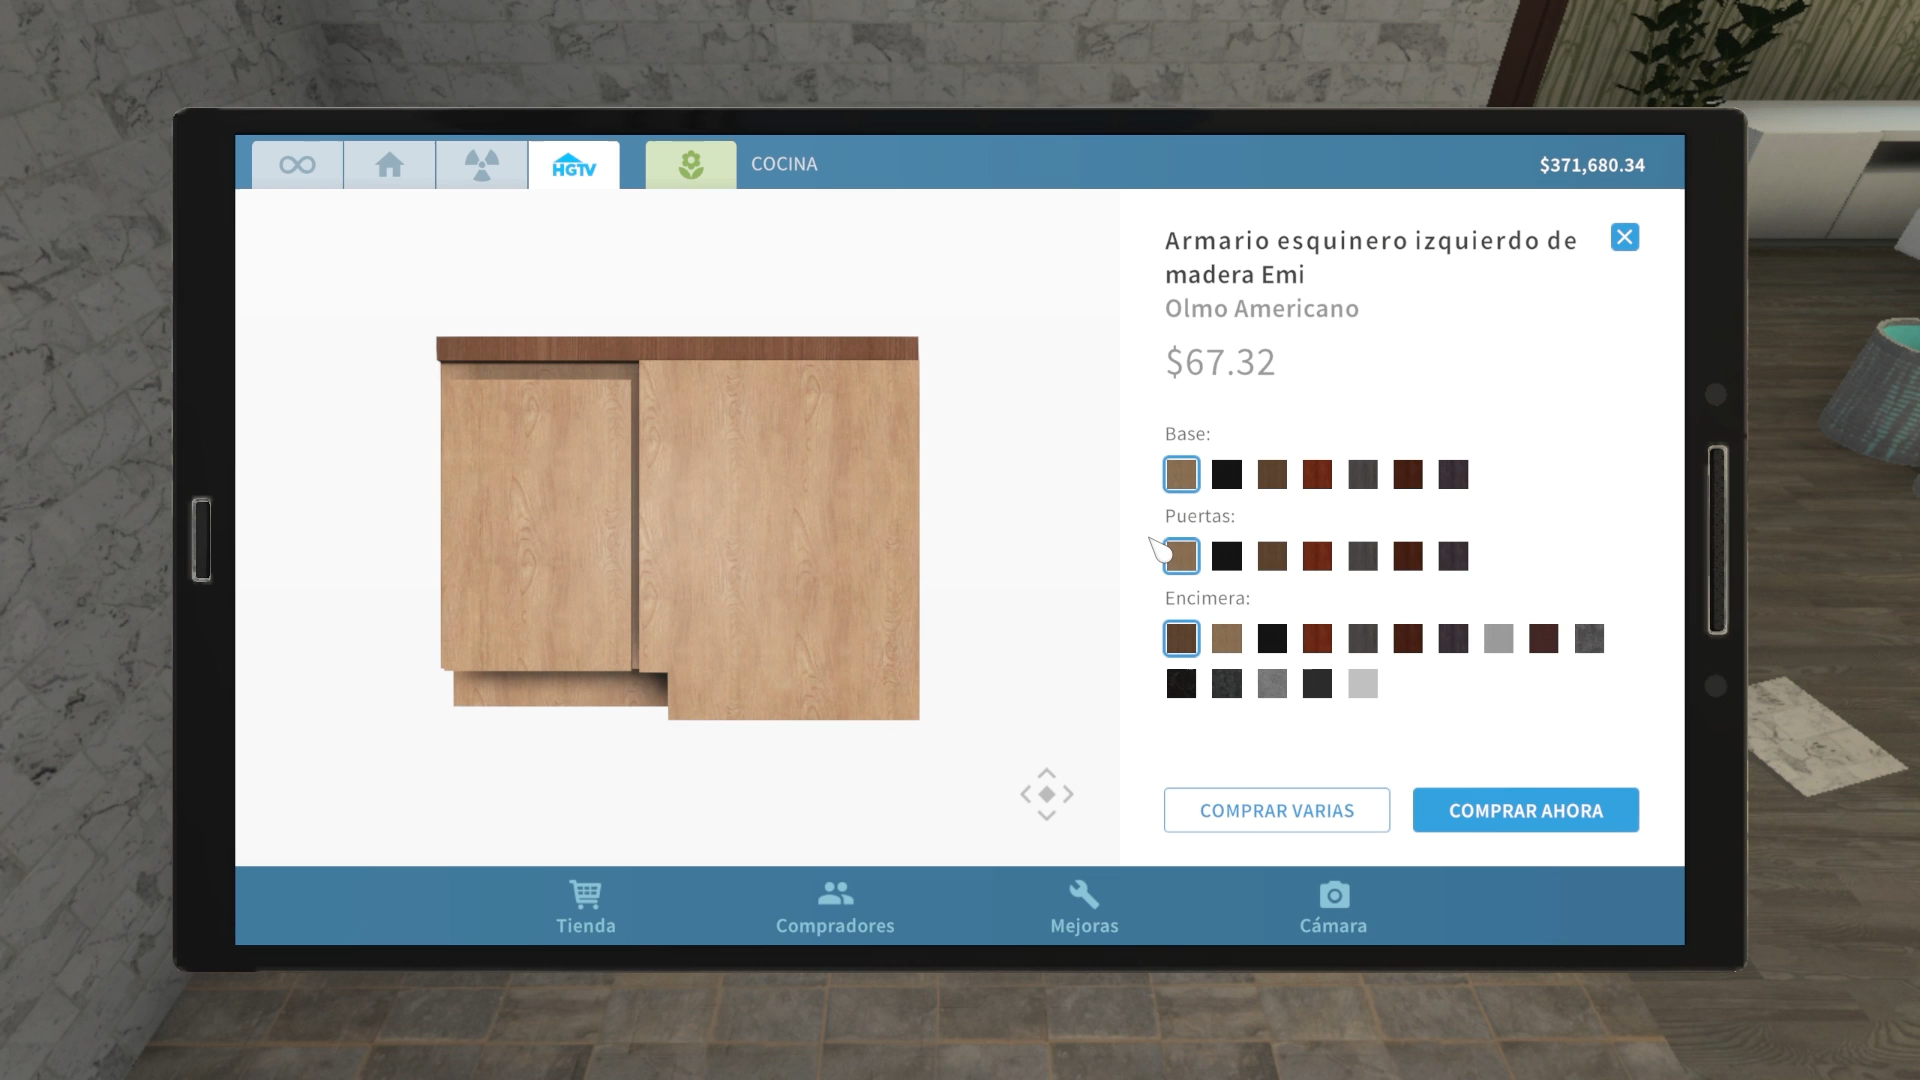 HGTV
COCINA
$371,680.34
Armario esquinero izquierdo de
madera Emi
Olmo Americano
$67.32
Base:
Puertas:
Encimera:
COMPRAR VARIAS
COMPRAR AHORA
Tienda
Compradores
Mejoras
Cámara